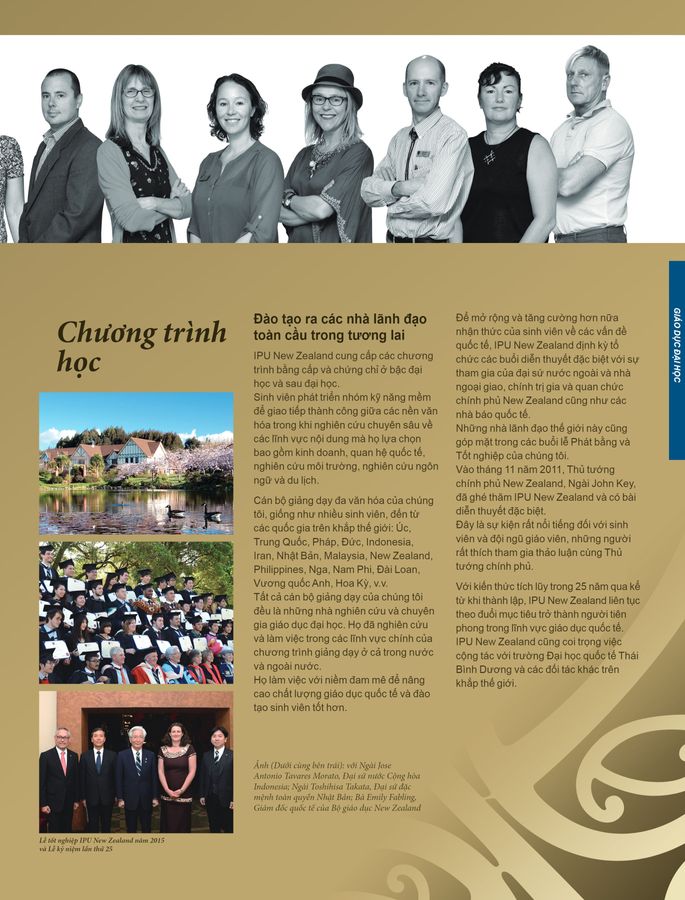 Chương trình
học
Đào tạo ra các nhà lãnh đạo
toàn cầu trong tương lai
IPU New Zealand cung cấp các chương
trình bằng cấp và chứng chỉ ở bậc đại
học và sau đại học.
Sinh viên phát triển nhóm kỹ năng mềm
để giao tiếp thành công giữa các nền văn
hóa trong khi nghiên cứu chuyên sâu về
các lĩnh vực nội dung mà họ lựa chọn
bao gồm kinh doanh, quan hệ quốc tế,
nghiên cứu môi trường, nghiên cứu ngôn
ngữ và du lịch.
Cán bộ giảng dạy đa văn hóa của chúng
tôi, giống như nhiều sinh viên, đến từ
các quốc gia trên khắp thế giới: Úc,
Trung Quốc, Pháp, Đức, Indonesia,
Iran, Nhật Bản, Malaysia, New Zealand,
Philippines, Nga, Nam Phi, Đài Loan,
Vương quốc Anh, Hoa Kỳ, v.v.
Tất cả cán bộ giảng dạy của chúng tôi
đều là những nhà nghiên cứu và chuyên
gia giáo dục đại học. Họ đã nghiên cứu
và làm việc trong các lĩnh vực chính của
chương trình giảng dạy ở cả trong nước
và ngoài nước.
Họ làm việc với niềm đam mê để nâng
cao chất lượng giáo dục quốc tế và đào
tạo sinh viên tốt hơn.
Ảnh (Dưới cùng bên trái): với Ngài Jose
Antonio Tavares Morato, Đại sứ nước Cộng hòa
Indonesia; Ngài Toshihisa Takata, Đại sứ đặc
mệnh toàn quyền Nhật Bản; Bà Emily Fabling,
Giám đốc quốc tế của Bộ giáo dục New Zealand
Để mở rộng và tăng cường hơn nữa
nhận thức của sinh viên về các vấn đề
quốc tế, IPU New Zealand định kỳ tổ
chức các buổi diễn thuyết đặc biệt với sự
tham gia của đại sứ nước ngoài và nhà
ngoại giao, chính trị gia và quan chức
chính phủ New Zealand cũng như các
nhà báo quốc tế.
Những nhà lãnh đạo thế giới này cũng
góp mặt trong các buổi lễ Phát bằng và
Tốt nghiệp của chúng tôi.
Vào tháng 11 năm 2011, Thủ tướng
chính phủ New Zealand, Ngài John Key,
đã ghé thăm IPU New Zealand và có bài
diễn thuyết đặc biệt.
Đây là sự kiện rất nổi tiếng đối với sinh
viên và đội ngũ giáo viên, những người
rất thích tham gia thảo luận cùng Thủ
tướng chính phủ.
Với kiến thức tích lũy trong 25 năm qua kể
từ khi thành lập, IPU New Zealand liên tục
theo đuổi mục tiêu trở thành người tiên
phong trong lĩnh vực giáo dục quốc tế.
IPU New Zealand cũng coi trọng việc
cộng tác với trường Đại học quốc tế Thái
Bình Dương và các đối tác khác trên
khắp thế giới.
GIÁO DỤC ĐẠI HỌC
Lễ tốt nghiệp IPU New Zealand năm 2015
và Lễ kỷ niệm lần thứ 25